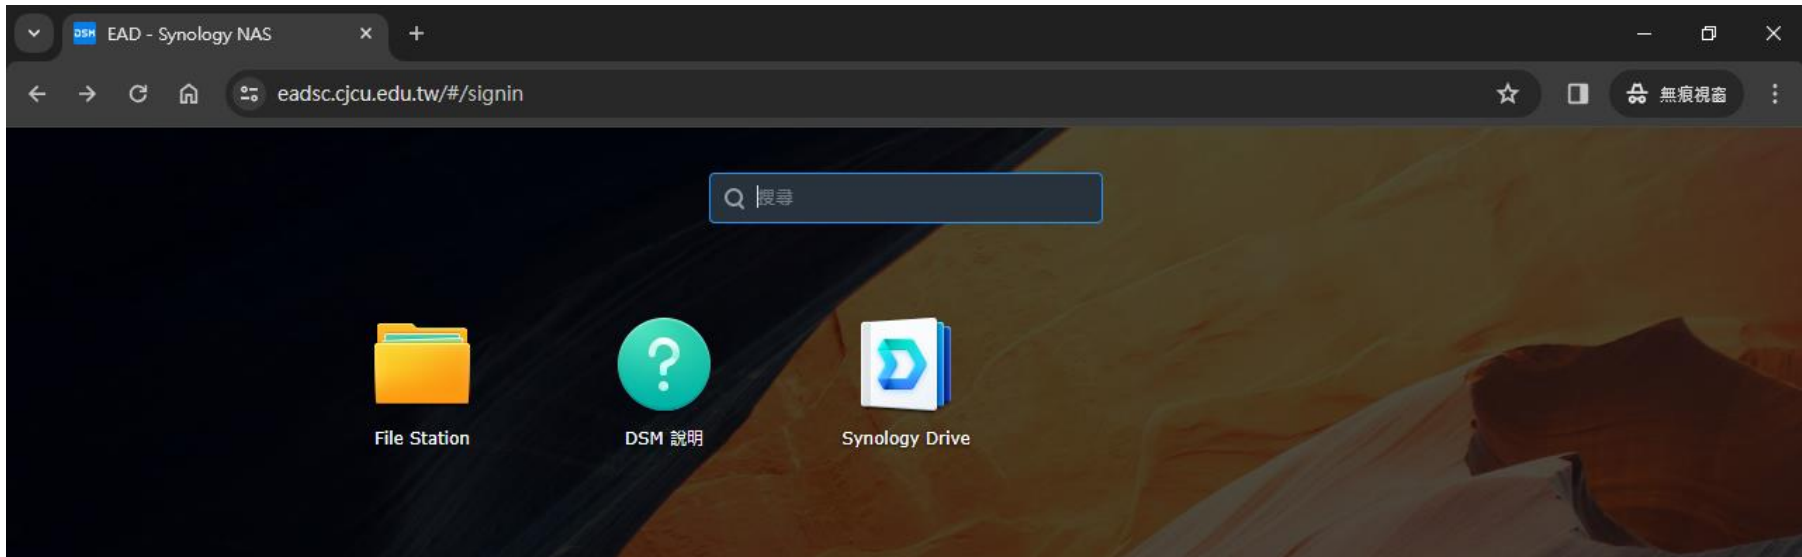 DSM EAD - Synology NAS
eadsc.cjcu.edu.tw/#/signin
無痕視窗
搜尋
File Station
DSM 說明
Synology Drive